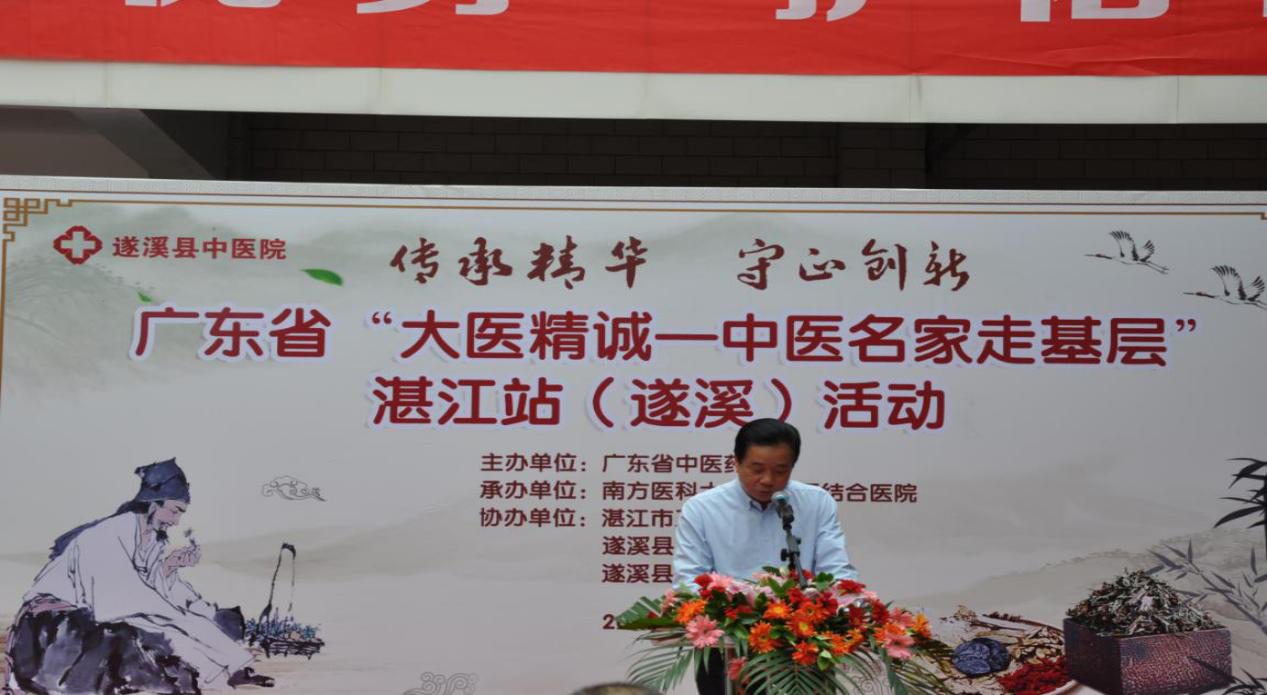 遂溪县中医院
传承精华 守正创新
广东省“大医精诚—中医名家走基层”
湛江站（遂溪）活动
主办单位：广东省中医药
承办单位：南方医科大 结合医院
协办单位：湛江市
遂溪县
遂溪县
2